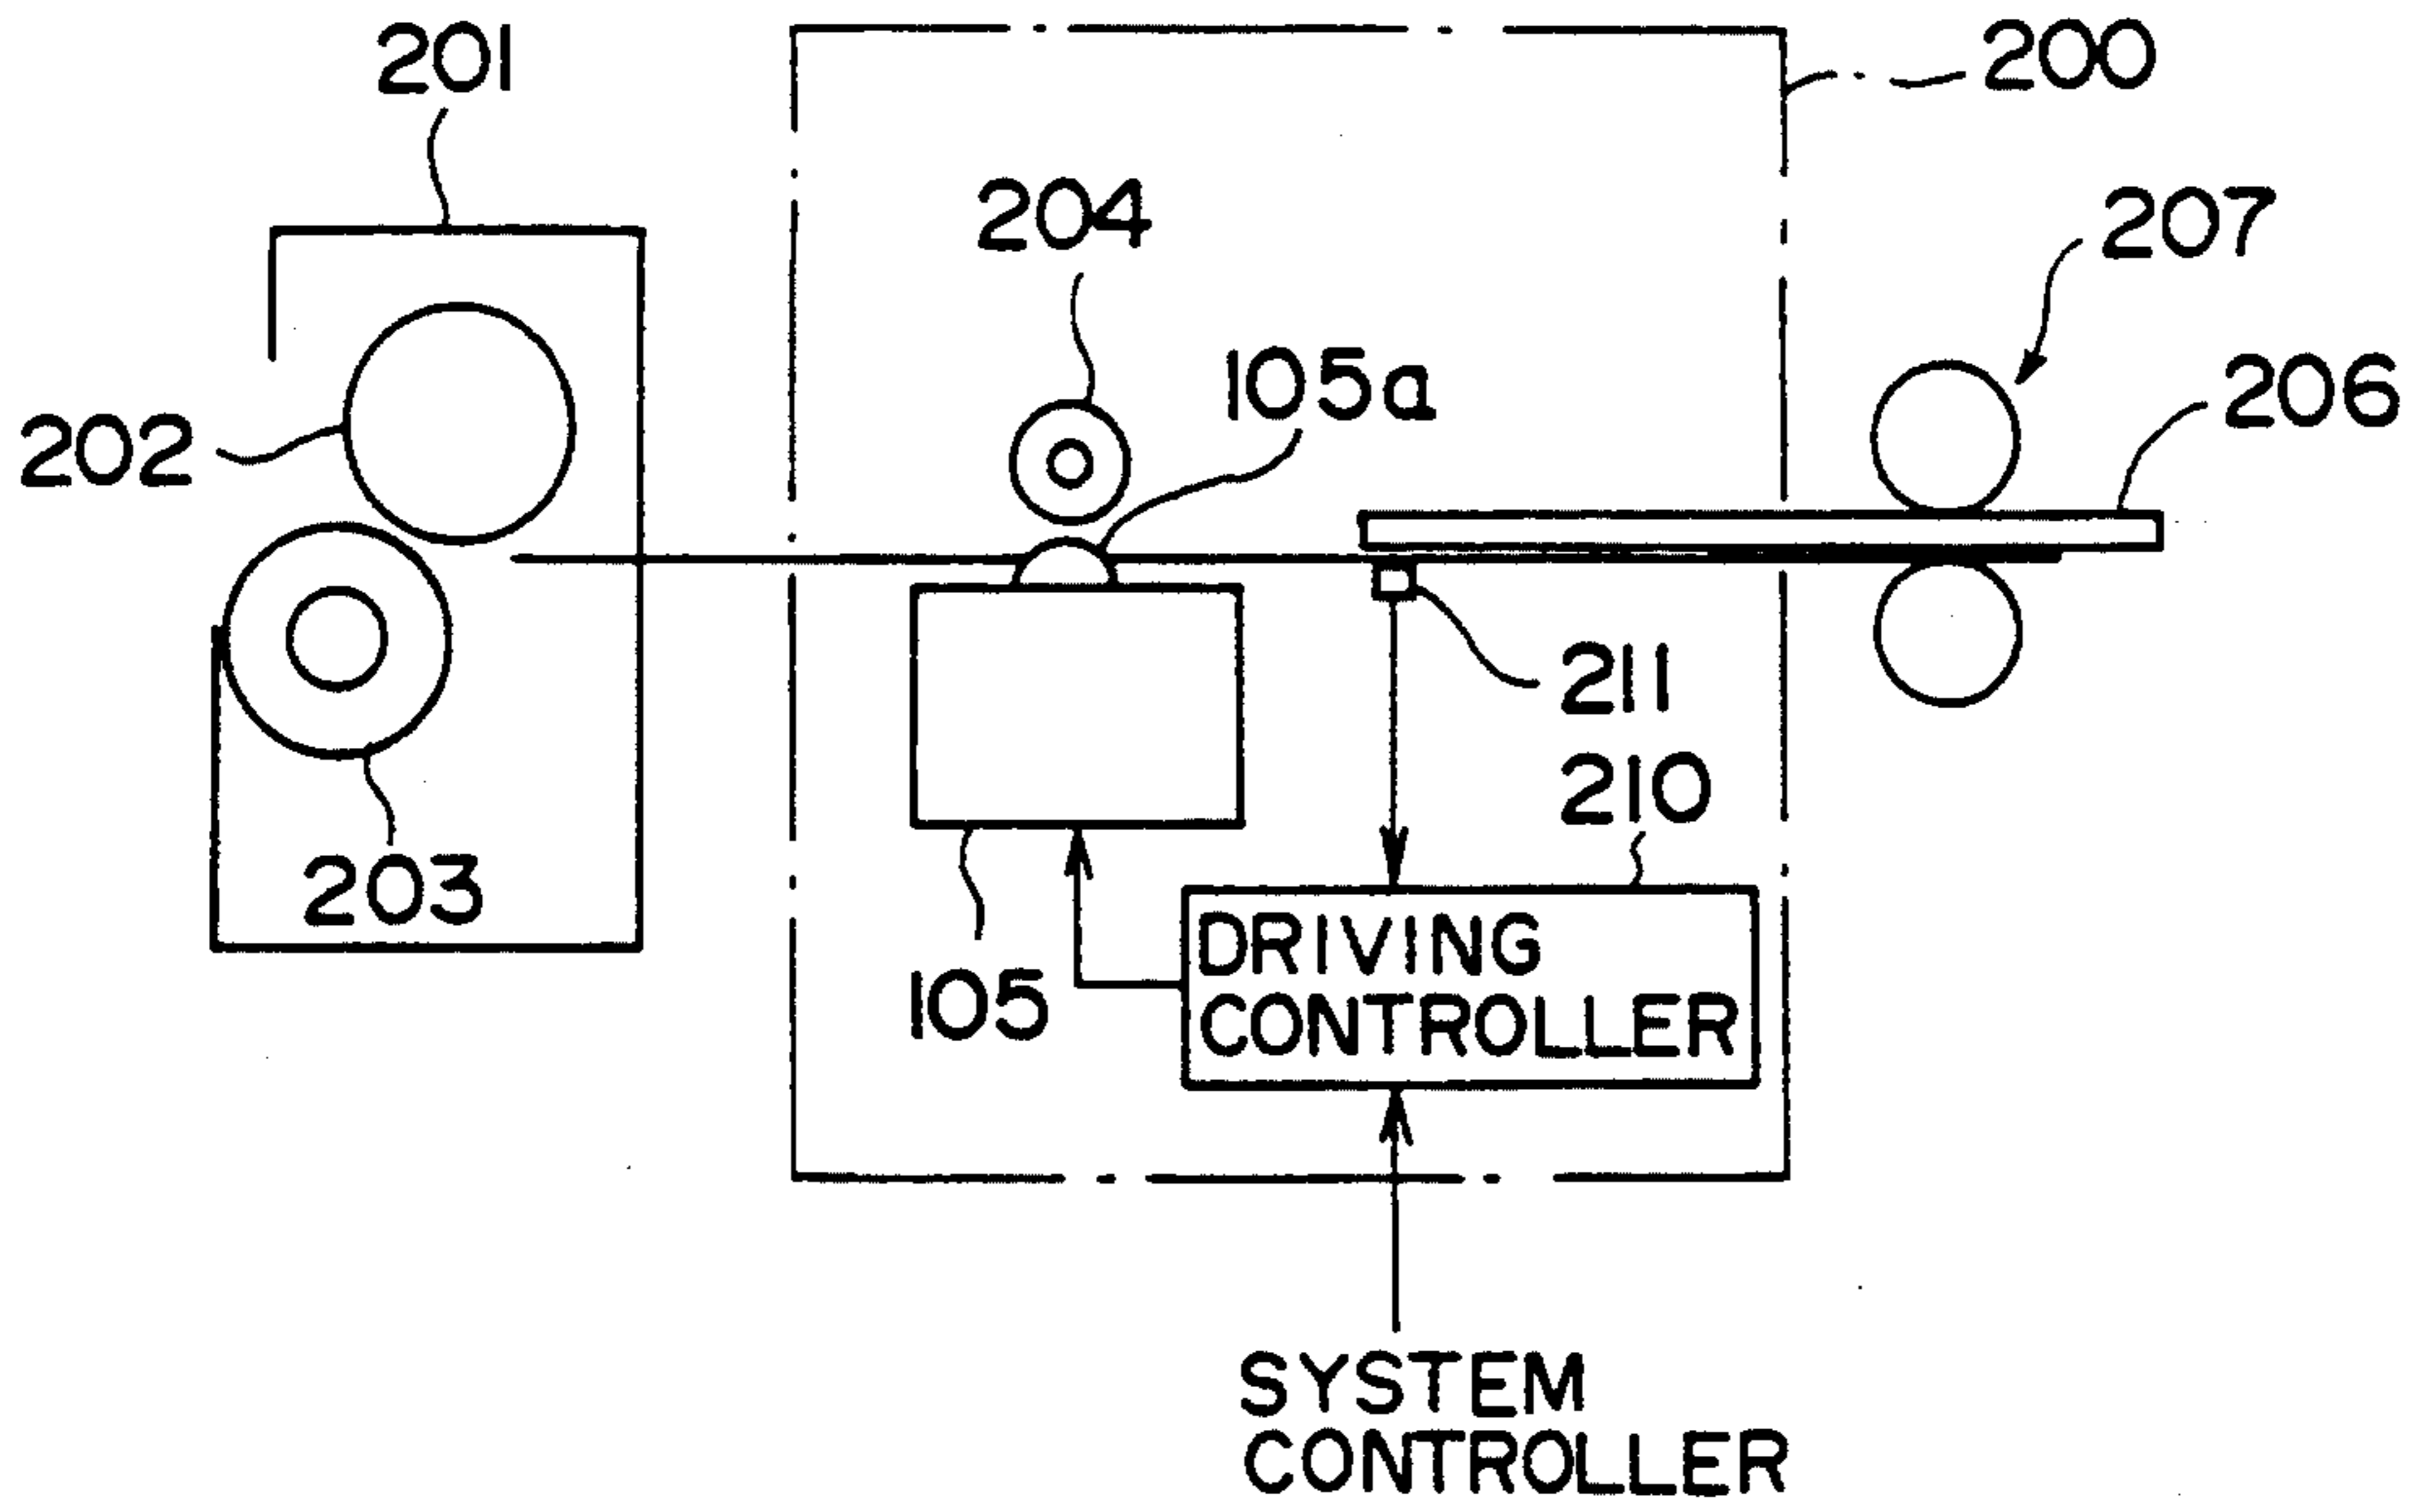 201
200
204
207
105a
206
202
211
210
203
DRIVING
CONTROLLER
105
SYSTEM
CONTROLLER